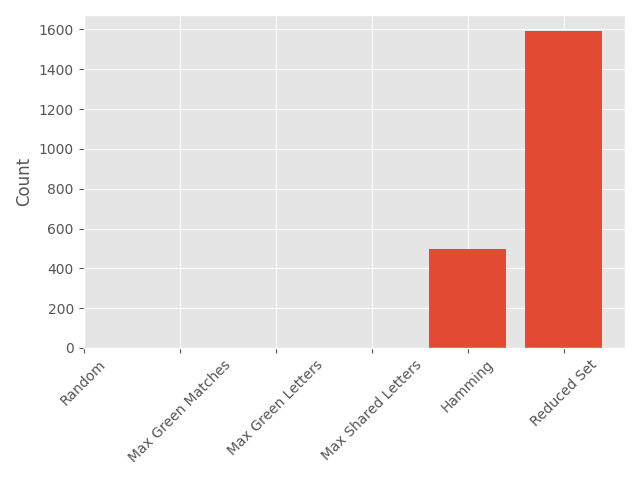 1600
1400
1200
1000
800
600
400
200
0
Count
Random
Max Green Matches
Max Green Letters
Max Shared Letters
Hamming
Reduced Set